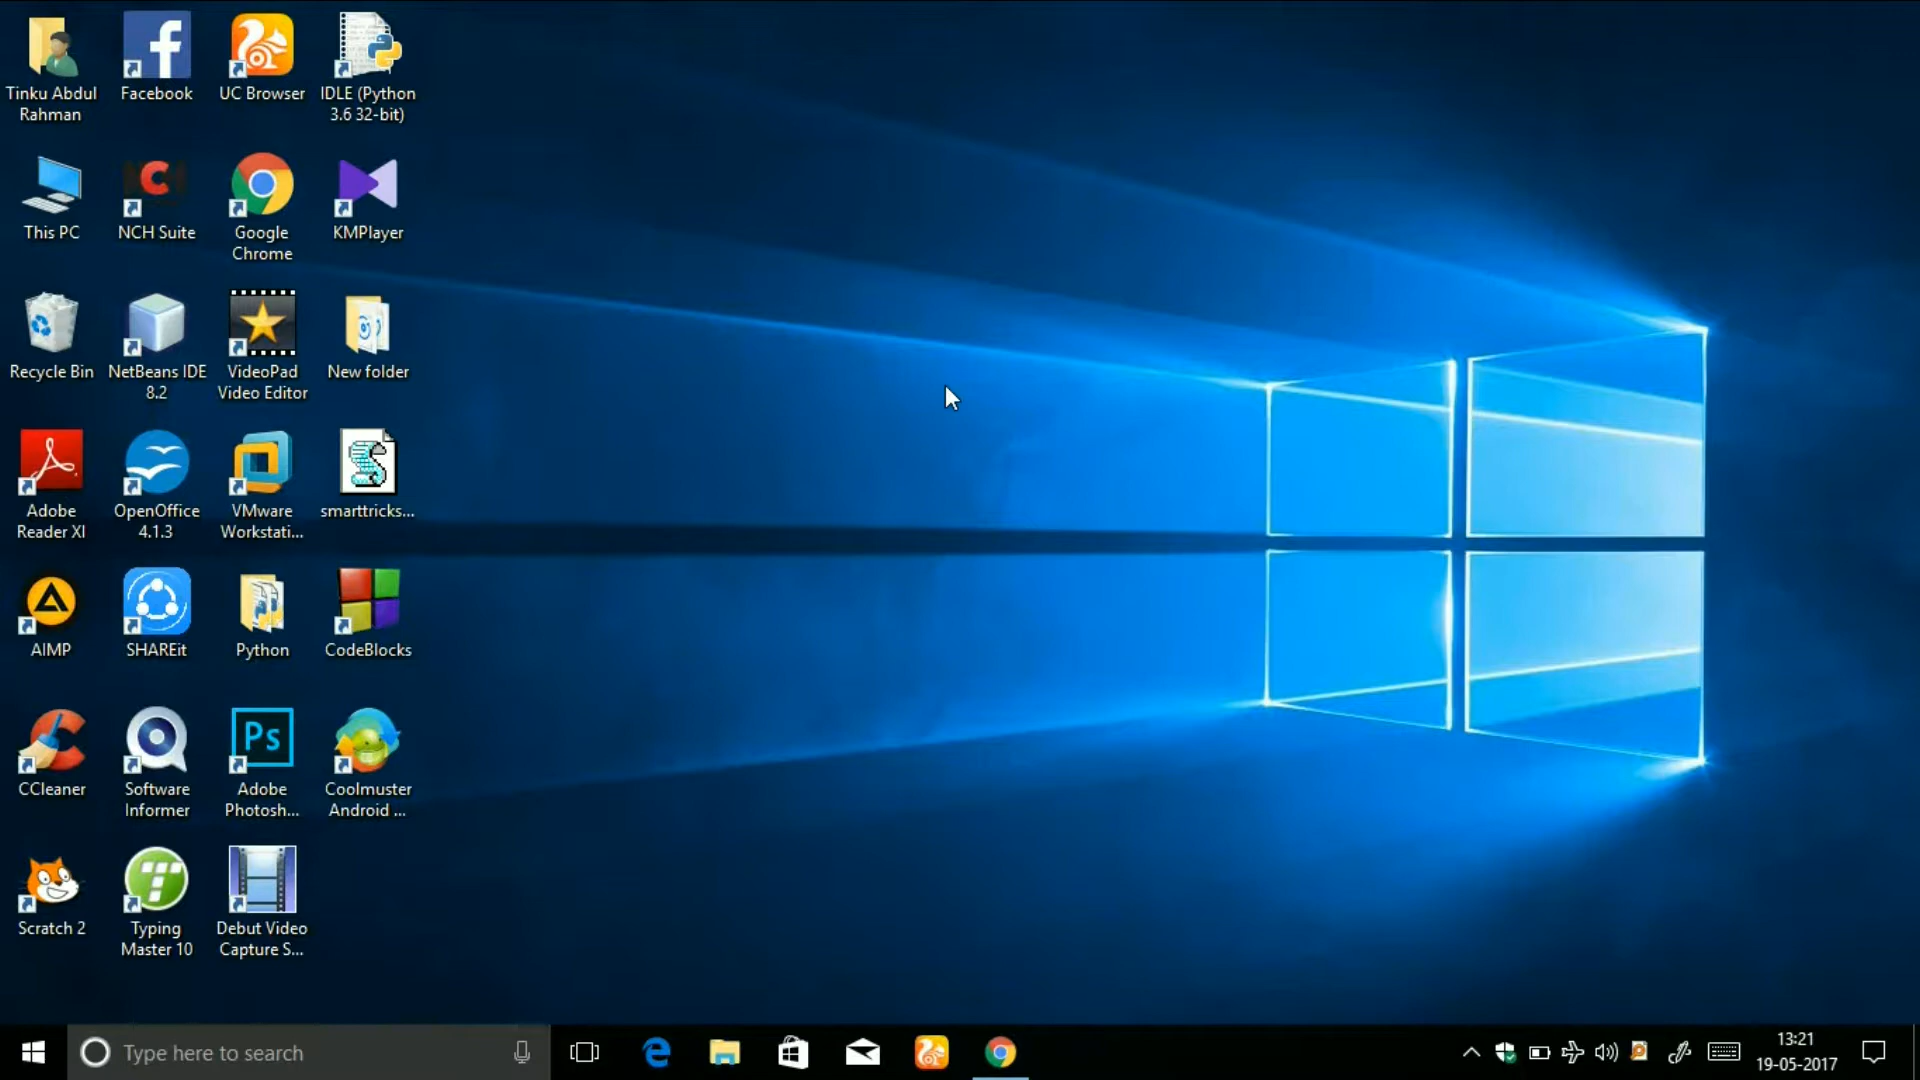 Tinku Abdul
Rahman
Facebook
UC Browser
IDLE (Python
3.6 32-bit)
This PC
NCH Suite
Google
Chrome
KMPlayer
Recycle Bin
NetBeans IDE
8.2
VideoPad
Video Editor
New folder
Adobe
Reader XI
OpenOffice
4.1.3
VMware
Workstati...
smarttricks...
AIMP
SHAREit
Python
CodeBlocks
CCleaner
Software
Informer
Ps
Adobe
Photosh...
Coolmuster
Android ...
Scratch 2
Typing
Master 10
Debut Video
Capture S...
Type here to search
13:21
19-05-2017